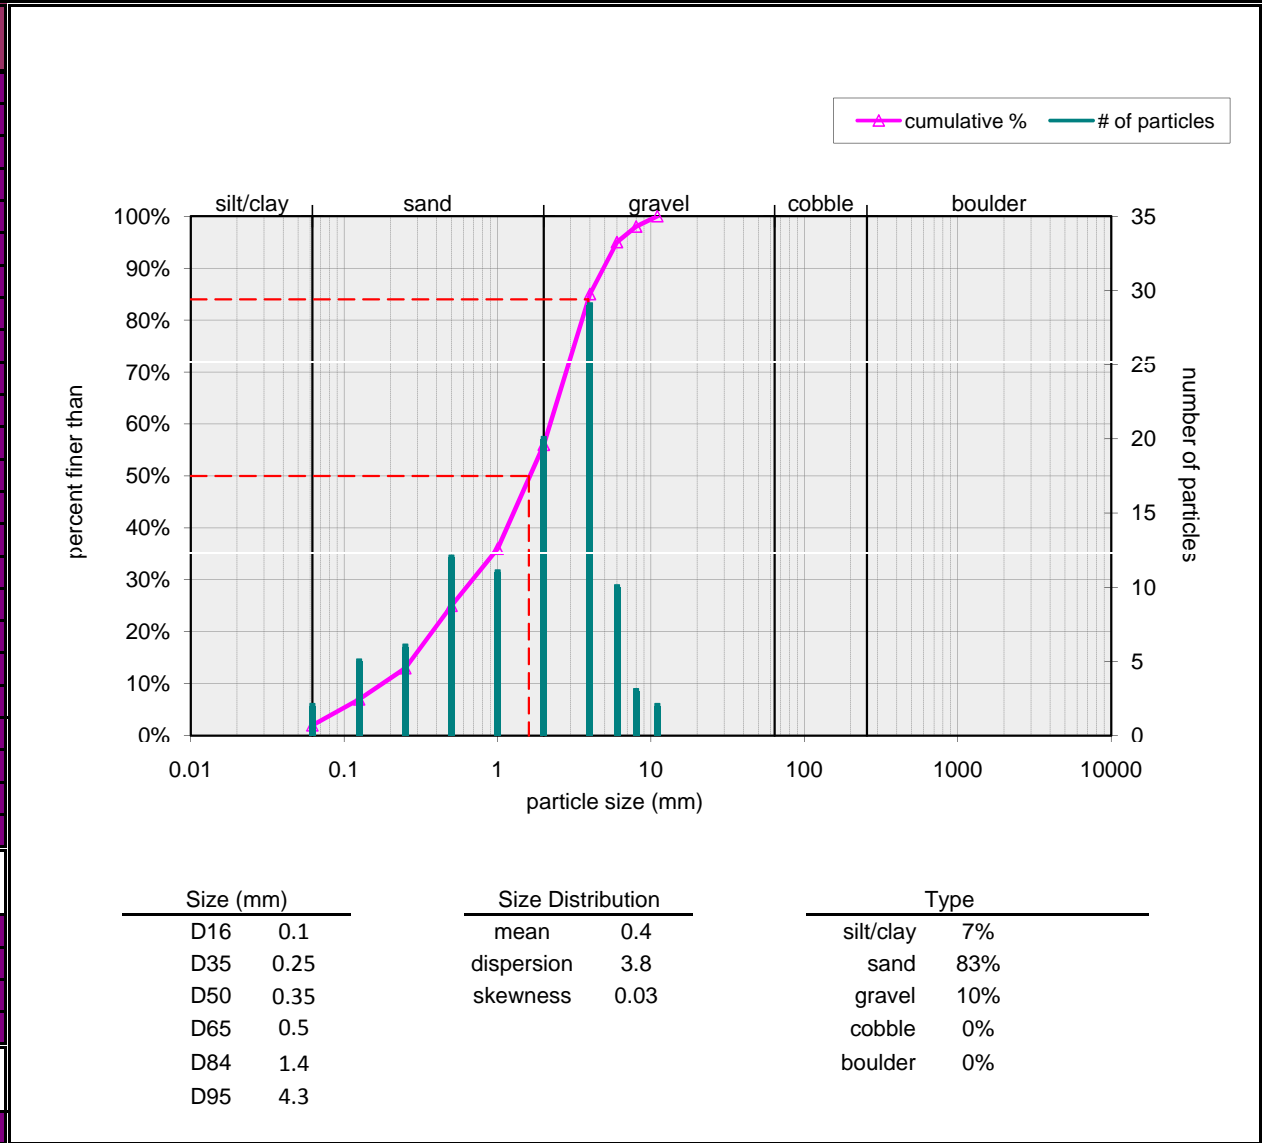 cumulative % # of particles
silt/clay sand gravel cobble boulder
100% 35
90%
30
80%
25
70%
60%
20
50%
15
40%
30%
10
20%
5
10%
0% 0
percent finer than
number of particles
0.01 0.1 1 10 100 1000 10000
particle size (mm)
Size (mm)
D16 0.1
D35 0.25
D50 0.35
D65 0.5
D84 1.4
D95 4.3
Size Distribution
mean 0.4
dispersion 3.8
skewness 0.03
Type
silt/clay 7%
sand 83%
gravel 10%
cobble 0%
boulder 0%